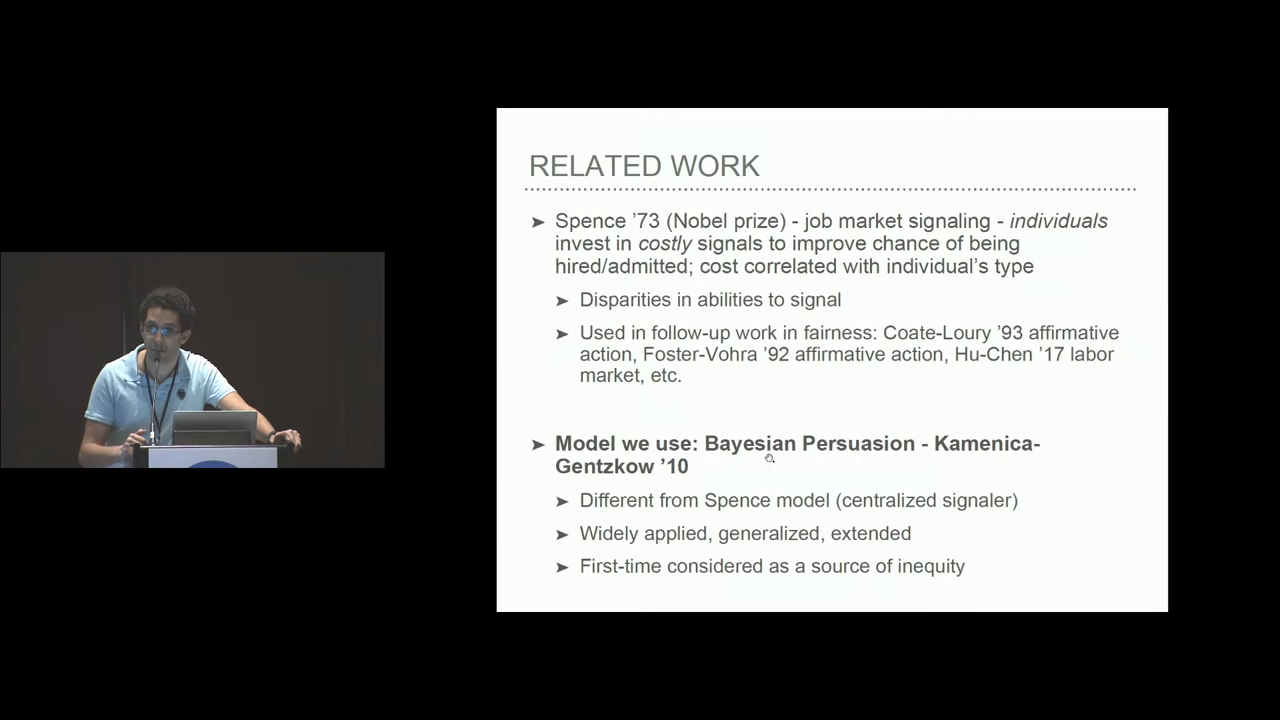 RELATED WORK
➤ Spence ’73 (Nobel prize) - job market signaling - individuals
invest in costly signals to improve chance of being
hired/admitted; cost correlated with individual’s type
➤ Disparities in abilities to signal
➤ Used in follow-up work in fairness: Coate-Loury ’93 affirmative
action, Foster-Vohra ’92 affirmative action, Hu-Chen ’17 labor
market, etc.
➤ Model we use: Bayesian Persuasion - Kamenica-
Gentzkow ’10
➤ Different from Spence model (centralized signaler)
➤ Widely applied, generalized, extended
➤ First-time considered as a source of inequity